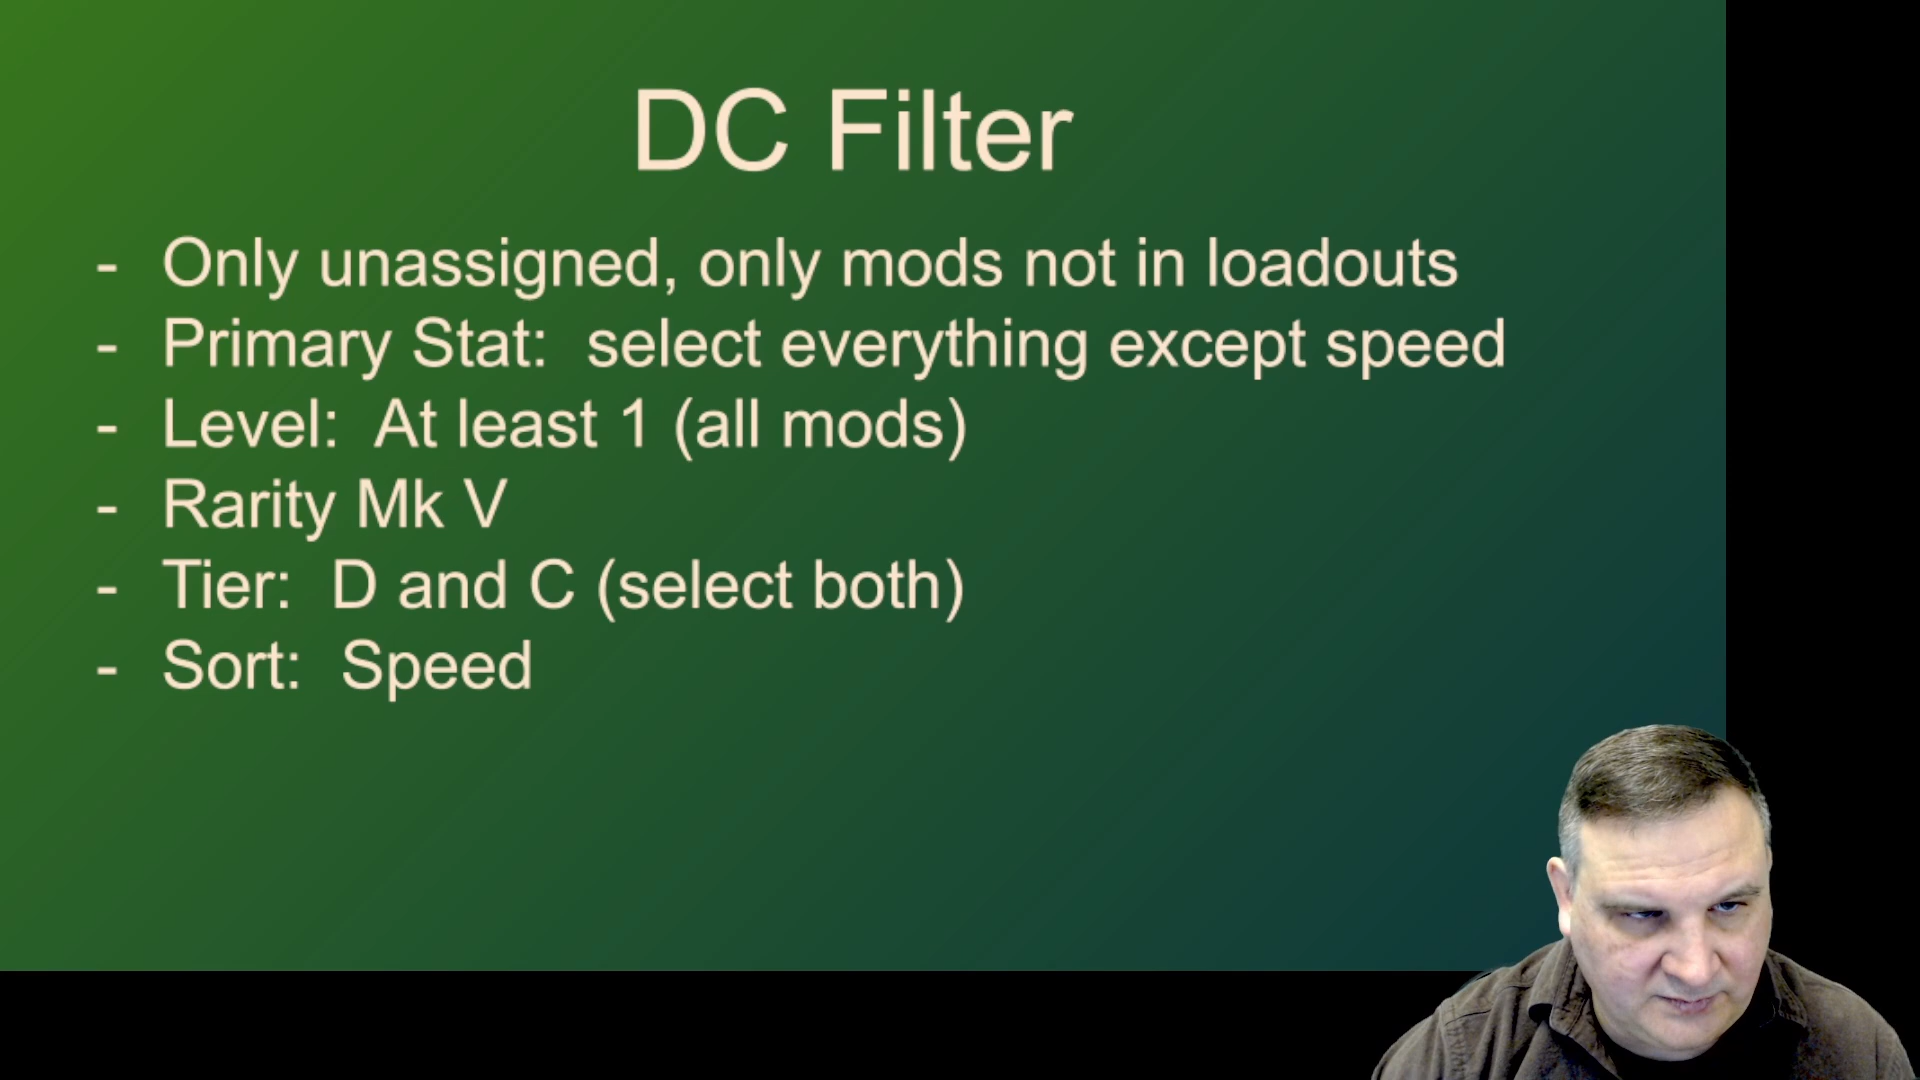 DC Filter
- Only unassigned, only mods not in loadouts
- Primary Stat:  select everything except speed
- Level:  At least 1 (all mods)
- Rarity Mk V
- Tier:  D and C (select both)
- Sort:  Speed